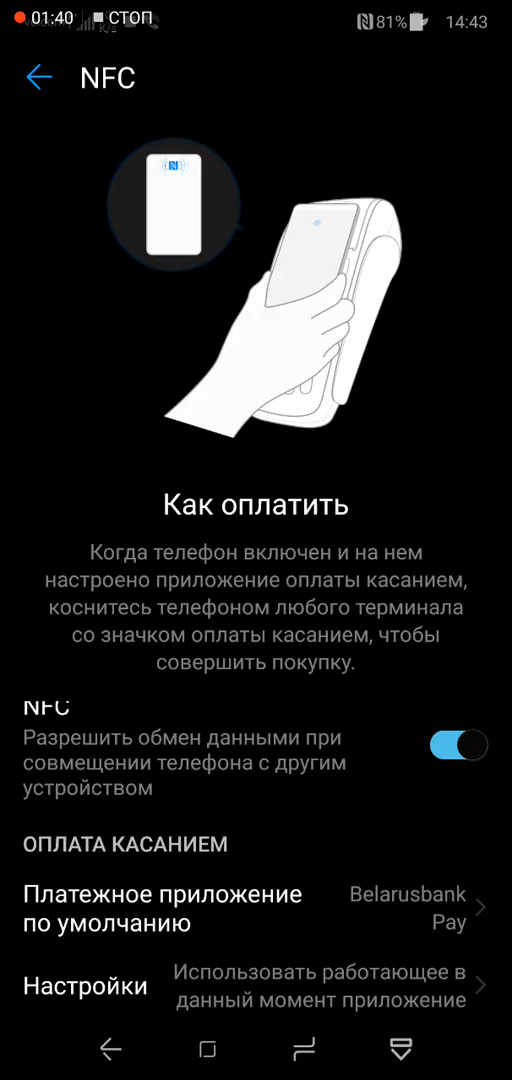 01:40 СТОП
K/s
81%
14:43
NFC
Как оплатить
Когда телефон включен и на нем
настроено приложение оплаты касанием,
коснитесь телефоном любого терминала
со значком оплаты касанием, чтобы
совершить покупку.
NFC
Разрешить обмен данными при
совмещении телефона с другим
устройством
ОПЛАТА КАСАНИЕМ
Платежное приложение
по умолчанию
Belarusbank
Pay
Настройки
Использовать работающее в
данный момент приложение